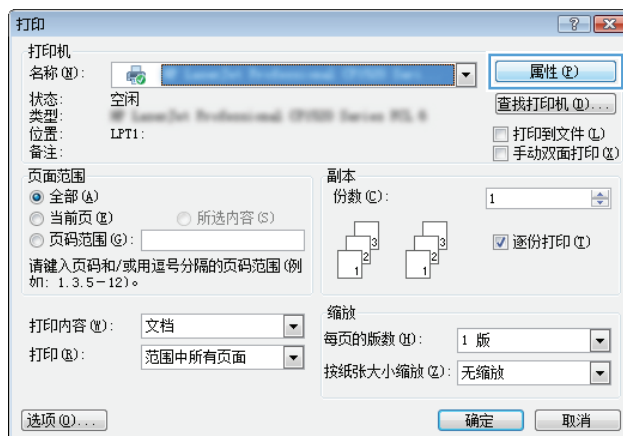 打印
打印机
名称(N):
属性(P)
状态: 空闲
类型:
查找打印机(D)...
位置: LPT1:
打印到文件(L)
备注:
手动双面打印(X)
页面范围
全部(A)
当前页(E) 所选内容(S)
页码范围(G):
请键入页码和/或用逗号分隔的页码范围(例
如: 1.3.5-12)。
副本
份数(C): 1
1 2 3 1 2 3
逐份打印(T)
打印内容(W): 文档
打印(R): 范围中所有页面
缩放
每页的版数(H): 1 版
按纸张大小缩放(Z): 无缩放
选项(O)... 确定 取消